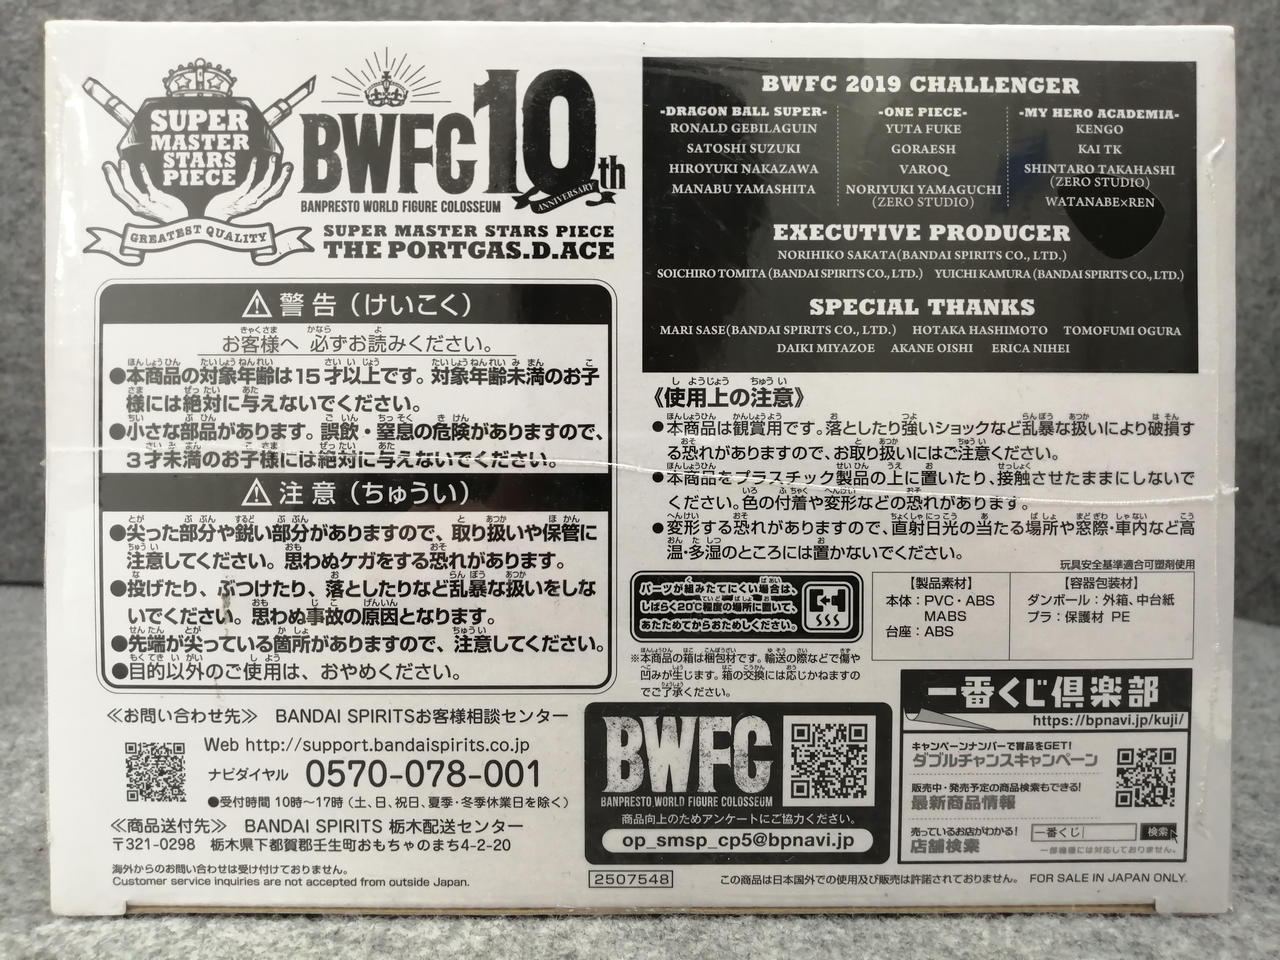 SUPER
MASTER
STARS
PIECE
GREATEST QUALITY
BWFC10th
ANNIVERSARY
BANPRESTO WORLD FIGURE COLOSSEUM
SUPER MASTER STARS PIECE
THE PORTGAS.D.ACE
⚠警告(けいこく)
お客様へ 必ずお読みください。
●本商品の対象年齢は15才以上です。対象年齢未満のお子
様には絶対に与えないでください。
●小さな部品があります。誤飲・窒息の危険がありますので、
3才未満のお子様には絶対に与えないでください。
⚠注意(ちゅうい)
●尖った部分や鋭い部分がありますので、取り扱いや保管に
注意してください。思わぬケガをする恐れがあります。
●投げたり、ぶつけたり、落としたりなど乱暴な扱いをしな
いでください。思わぬ事故の原因となります。
●先端が尖っている箇所がありますので、注意してください。
●目的以外のご使用は、おやめください。
≪お問い合わせ先≫ BANDAI SPIRITSお客様相談センター
Web http://support.bandaispirits.co.jp
ナビダイヤル 0570-078-001
●受付時間 10時〜17時(土、日、祝日、夏季・冬季休業日を除く)
≪商品送付先≫ BANDAI SPIRITS 栃木配送センター
〒321-0298 栃木県下都賀郡壬生町おもちゃのまち4-2-20
海外からのお問い合わせは受け付けておりません。
Customer service inquiries are not accepted from outside Japan.
BWFC 2019 CHALLENGER
-DRAGON BALL SUPER-
RONALD GEBILAGUIN
SATOSHI SUZUKI
HIROYUKI NAKAZAWA
MANABU YAMASHITA
-ONE PIECE-
YUTA FUKE
GORAESH
VAROQ
NORIYUKI YAMAGUCHI
(ZERO STUDIO)
-MY HERO ACADEMIA-
KENGO
KAI TK
SHINTARO TAKAHASHI
(ZERO STUDIO)
WATANABE×REN
EXECUTIVE PRODUCER
NORIHIKO SAKATA(BANDAI SPIRITS CO., LTD.)
SOICHIRO TOMITA (BANDAI SPIRITS CO., LTD.) YUICHI KAMURA (BANDAI SPIRITS CO., LTD.)
SPECIAL THANKS
MARI SASE(BANDAI SPIRITS CO., LTD.) HOTAKA HASHIMOTO TOMOFUMI OGURA
DAIKI MIYAZOE AKANE OISHI ERICA NIHEI
《使用上の注意》
●本商品は観賞用です。落としたり強いショックなど乱暴な扱いにより破損す
る恐れがありますので、お取り扱いにはご注意ください。
●本商品をプラスチック製品の上に置いたり、接触させたままにしないで
ください。色の付着や変形などの恐れがあります。
●変形する恐れがありますので、直射日光の当たる場所や窓際・車内など高
温・多湿のところには置かないでください。
玩具安全基準適合可塑剤使用
パーツが組みたてにくい場合は、
しばらく20℃程度の場所に置いて、
あたためてからおためしください。
【製品素材】
本体:PVC・ABS
MABS
台座:ABS
【容器包装材】
ダンボール:外箱、中台紙
プラ:保護材 PE
※本商品の箱は梱包材です。輸送の際などで傷や
凹みが生じます。箱の交換には応じかねますの
でご了承ください。
BWFC
BANPRESTO WORLD FIGURE COLOSSEUM
商品向上のためアンケートにご協力ください。
op_smsp_cp5@bpnavi.jp
一番くじ倶楽部
https://bpnavi.jp/kuji/
キャンペーンナンバーで賞品をGET!
ダブルチャンスキャンペーン
販売中・発売予定の商品検索もできる!
最新商品情報
売っているお店がわかる!
店舗検索
一番くじ 検索
一部機種には対応しておりません。
2507548
この商品は日本国外での使用及び販売は許諾されておりません。 FOR SALE IN JAPAN ONLY.